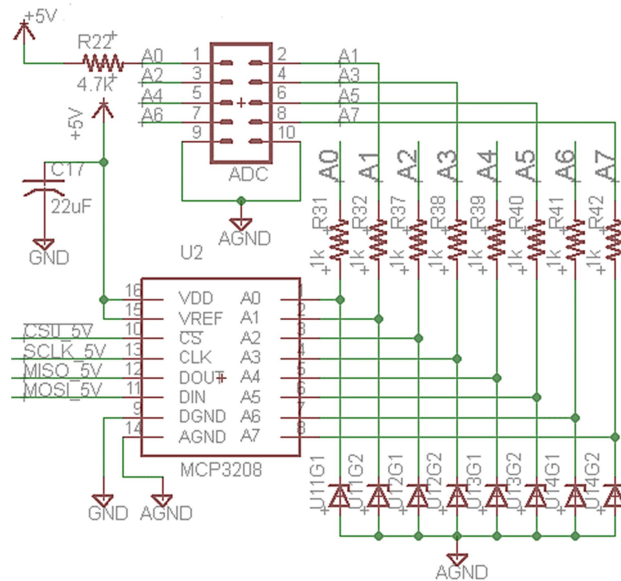 +5V
R22
4.7k
+5V
C17
22uF
GND
A0 1 2 A1
A2 3 4 A3
A4 5 6 A5
A6 7 8 A7
9 10
ADC
AGND
A0 A1 A2 A3 A4 A5 A6 A7
R31 R32 R37 R38 R39 R40 R41 R42
1k 1k 1k 1k 1k 1k 1k 1k
U2
16 VDD A0 1
15 VREF A1 2
CSU_5V 10 CS A2 3
SCLK_5V 13 CLK A3 4
MISO_5V 12 DOUT A4 5
MOSI_5V 11 DIN A5 6
9 DGND A6 7
14 AGND A7 8
MCP3208
GND
AGND
U11G1 U11G2 U12G1 U12G2 U13G1 U13G2 U14G1 U14G2
AGND